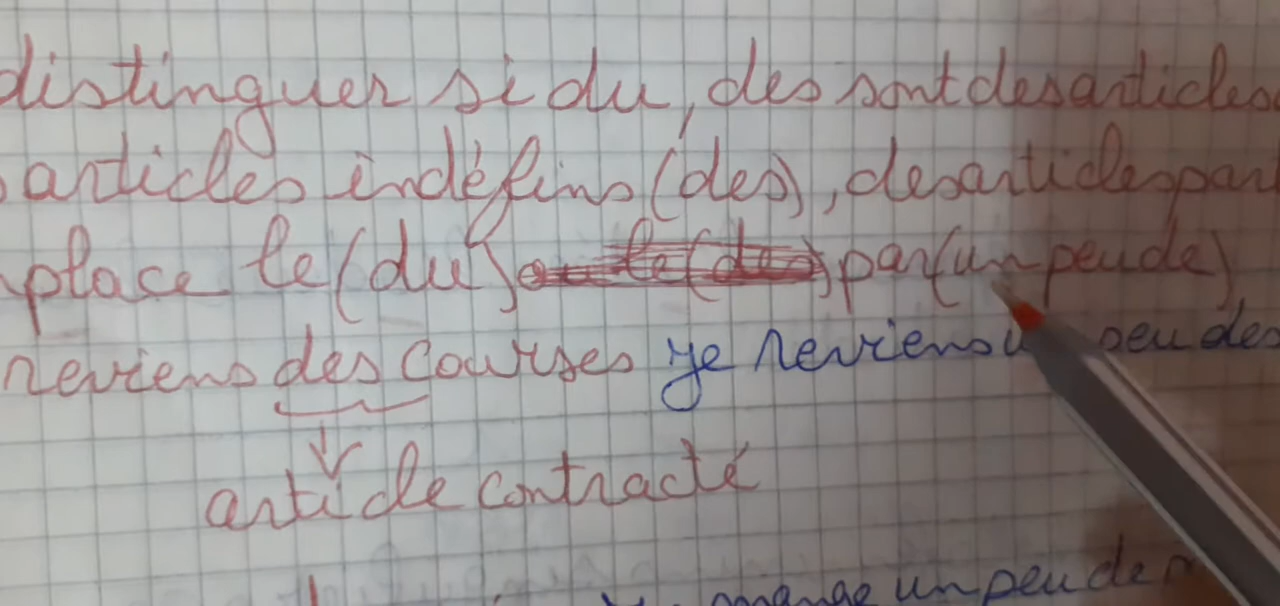 distinguer si du, des sont des articles
articles indéfins (des), des articles part
place le (du) par (un peu de)
reviens des courses je reviens u peu des
article contracté
mange un peu de